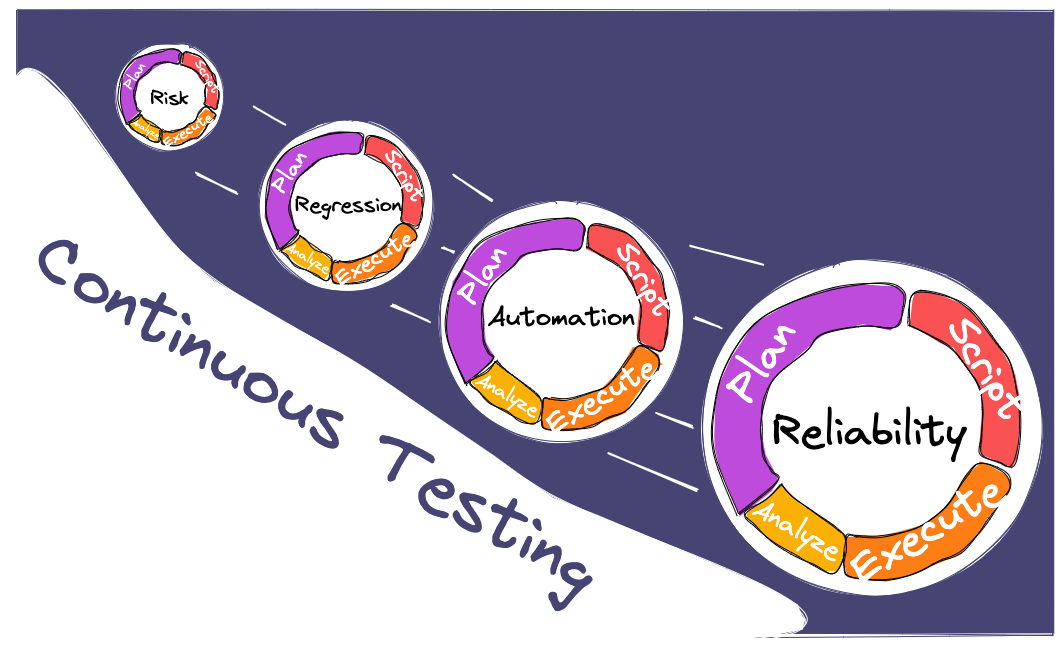 Plan
Script
Risk
Analyze
Execute
Plan
Script
Regression
Analyze
Execute
Plan
Script
Automation
Analyze
Execute
Plan
Script
Reliability
Analyze
Execute
Continuous Testing